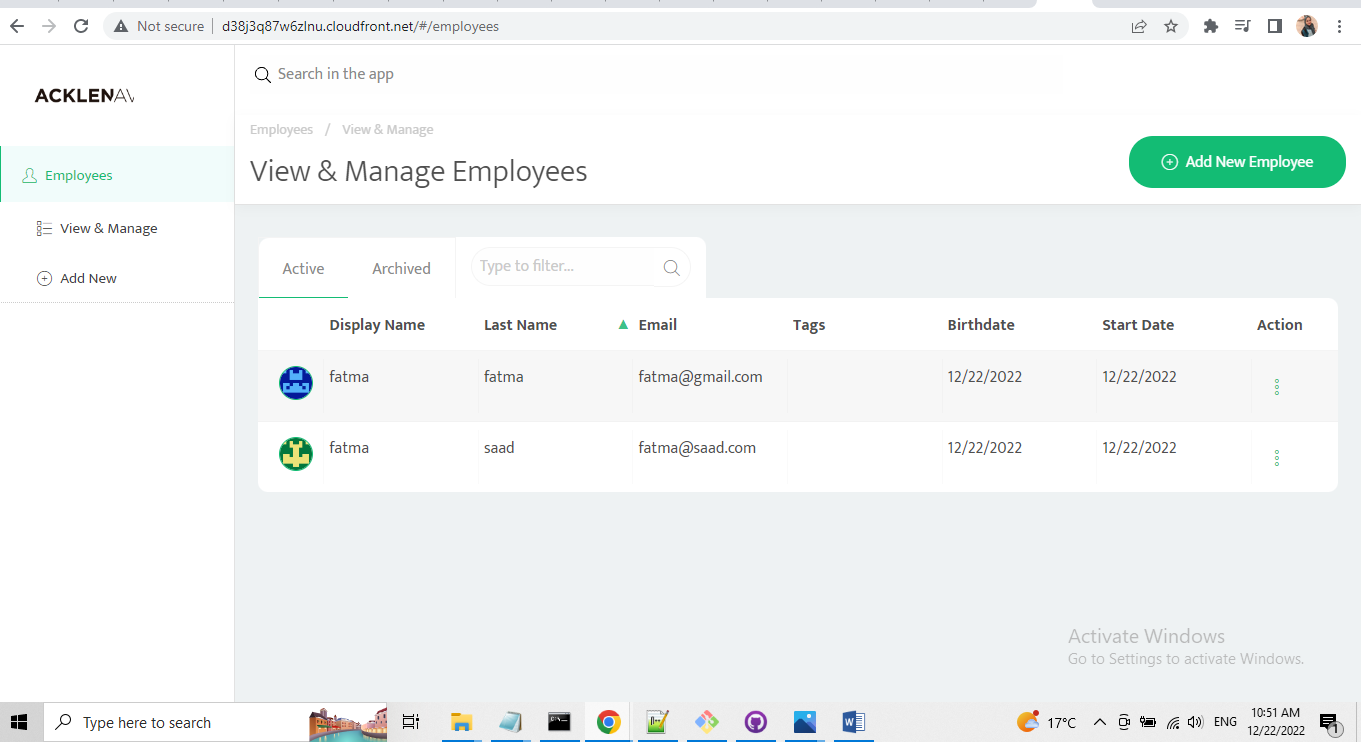 Not secure d38j3q87w6zlnu.cloudfront.net/#/employees
ACKLENAV
Search in the app
Employees / View & Manage
View & Manage Employees
Add New Employee
Employees
View & Manage
Add New
Active Archived Type to filter...
Display Name Last Name Email Tags Birthdate Start Date Action
fatma fatma fatma@gmail.com 12/22/2022 12/22/2022
fatma saad fatma@saad.com 12/22/2022 12/22/2022
Activate Windows
Go to Settings to activate Windows.
Type here to search
17°C ENG 10:51 AM
12/22/2022
1